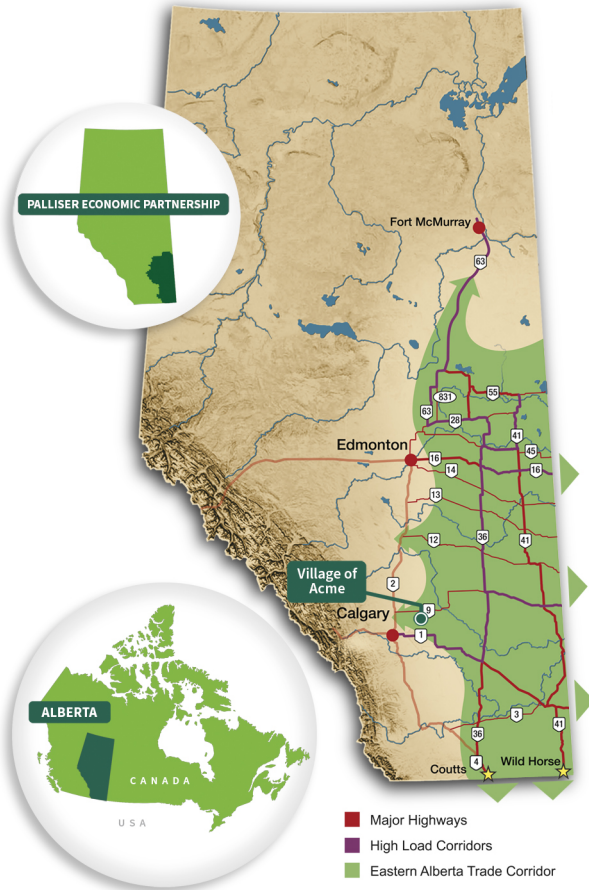 PALLISER ECONOMIC PARTNERSHIP
Fort McMurray
63
55
831
63
28
41
45
Edmonton
16
16
14
13
36
41
12
Village of
Acme
2
9
Calgary
1
3
41
36
4
Coutts
Wild Horse
ALBERTA
CANADA
USA
Major Highways
High Load Corridors
Eastern Alberta Trade Corridor